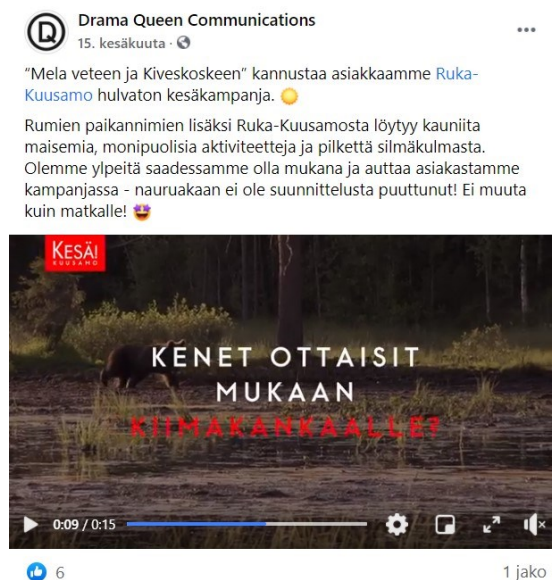 Drama Queen Communications
15. kesäkuuta ·
“Mela veteen ja Kiveskoskeen” kannustaa asiakkaamme Ruka-
Kuusamo hulvaton kesäkampanja.
Rumien paikannimien lisäksi Ruka-Kuusamosta löytyy kauniita
maisemia, monipuolisia aktiviteetteja ja pilkettä silmäkulmasta.
Olemme ylpeitä saadessamme olla mukana ja auttaa asiakastamme
kampanjassa - nauruakaan ei ole suunnittelusta puuttunut! Ei muuta
kuin matkalle!
KESÄI
KUUSAMO
KENET OTTAISIT
MUKAAN
KIIMAKANKAALLE?
0:09 / 0:15
6
1 jako